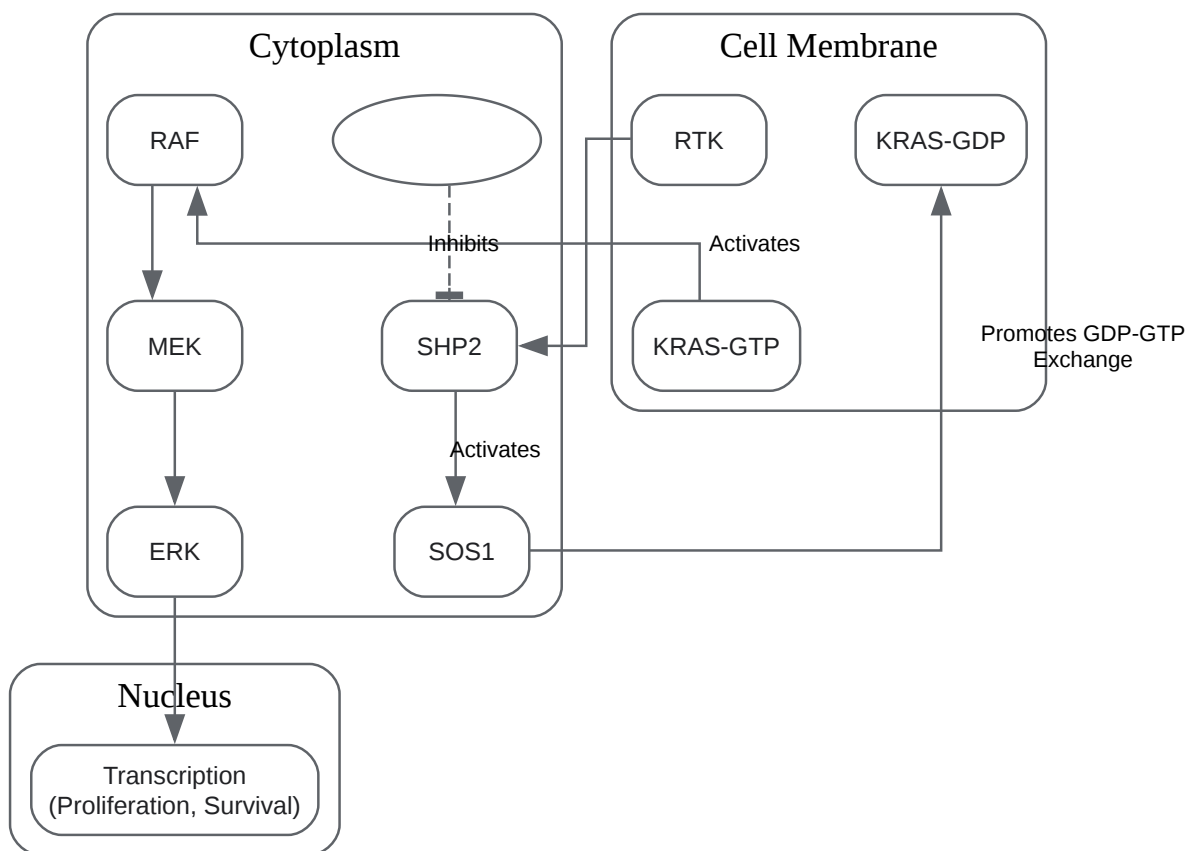 Cytoplasm
Cell Membrane
RAF
RTK
KRAS-GDP
Inhibits
Activates
MEK
SHP2
KRAS-GTP
Promotes GDP-GTP
Exchange
Activates
ERK
SOS1
Nucleus
Transcription
(Proliferation, Survival)